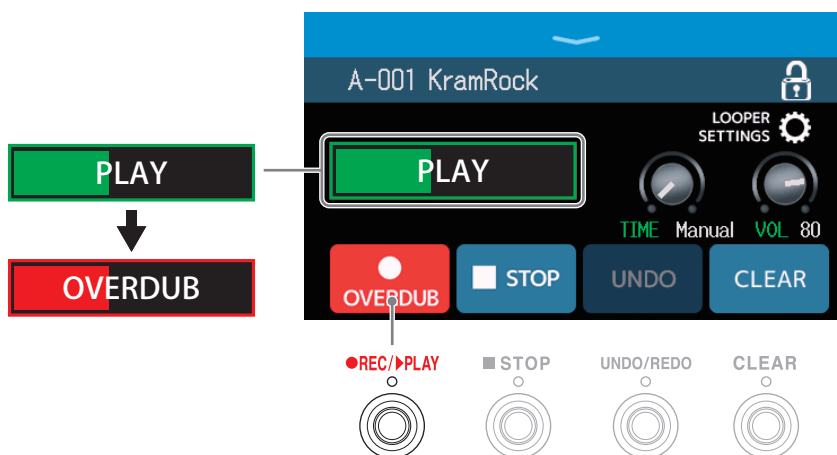 A-001 KramRock
LOOPER
SETTINGS
PLAY
PLAY
TIME Manual VOL 80
OVERDUB
OVERDUB
STOP
UNDO
CLEAR
●REC/▶PLAY
■STOP
UNDO/REDO
CLEAR